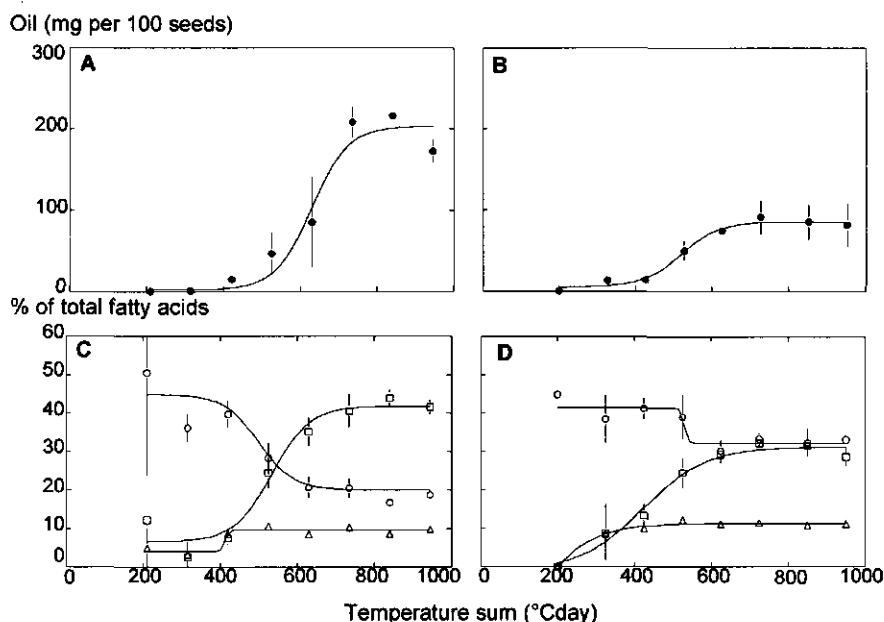 Oil (mg per 100 seeds)
300
A
B
200
100
0
% of total fatty acids
60
C
D
50
40
30
20
10
0
0 200 400 600 800 1000
0 200 400 600 800 1000
Temperature sum (°Cday)